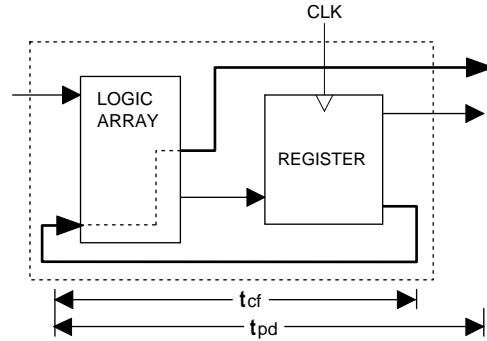 CLK
LOGIC
ARRAY
REGISTER
tcf
tpd